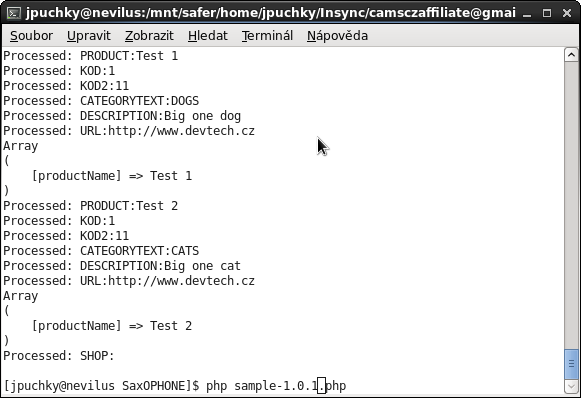 jpuchky@nevilus:/mnt/safer/home/jpuchky/Insync/camsczaffiliate@gmai
Soubor Upravit Zobrazit Hledat Terminál Nápověda
Processed: PRODUCT:Test 1
Processed: KOD:1
Processed: KOD2:11
Processed: CATEGORYTEXT:DOGS
Processed: DESCRIPTION:Big one dog
Processed: URL:http://www.devtech.cz
Array
(
    [productName] => Test 1
)
Processed: PRODUCT:Test 2
Processed: KOD:1
Processed: KOD2:11
Processed: CATEGORYTEXT:CATS
Processed: DESCRIPTION:Big one cat
Processed: URL:http://www.devtech.cz
Array
(
    [productName] => Test 2
)
Processed: SHOP:
[jpuchky@nevilus SaxOPHONE]$ php sample-1.0.1.php